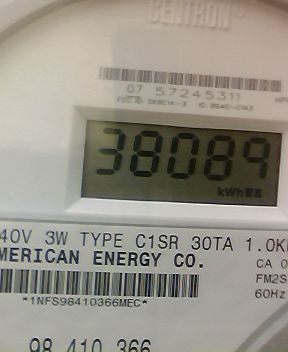 CENTRON®
07 57245311
38089
kWh
40V 3W TYPE C1SR 30TA 1.0K
MERICAN ENERGY CO.
CA 0
FM2S
*1NFS98410366MEC*
60Hz
98 410 366